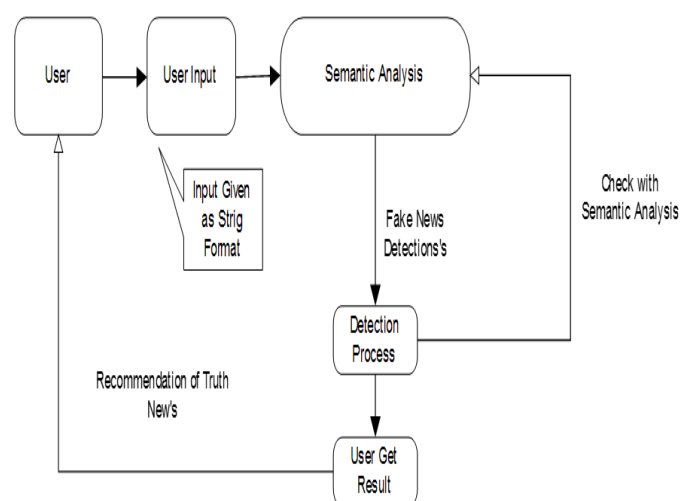 User
User Input
Semantic Analysis
Input Given
as Strig
Format
Check with
Semantic Analysis
Fake News
Detections's
Detection
Process
Recommendation of Truth
New's
User Get
Result